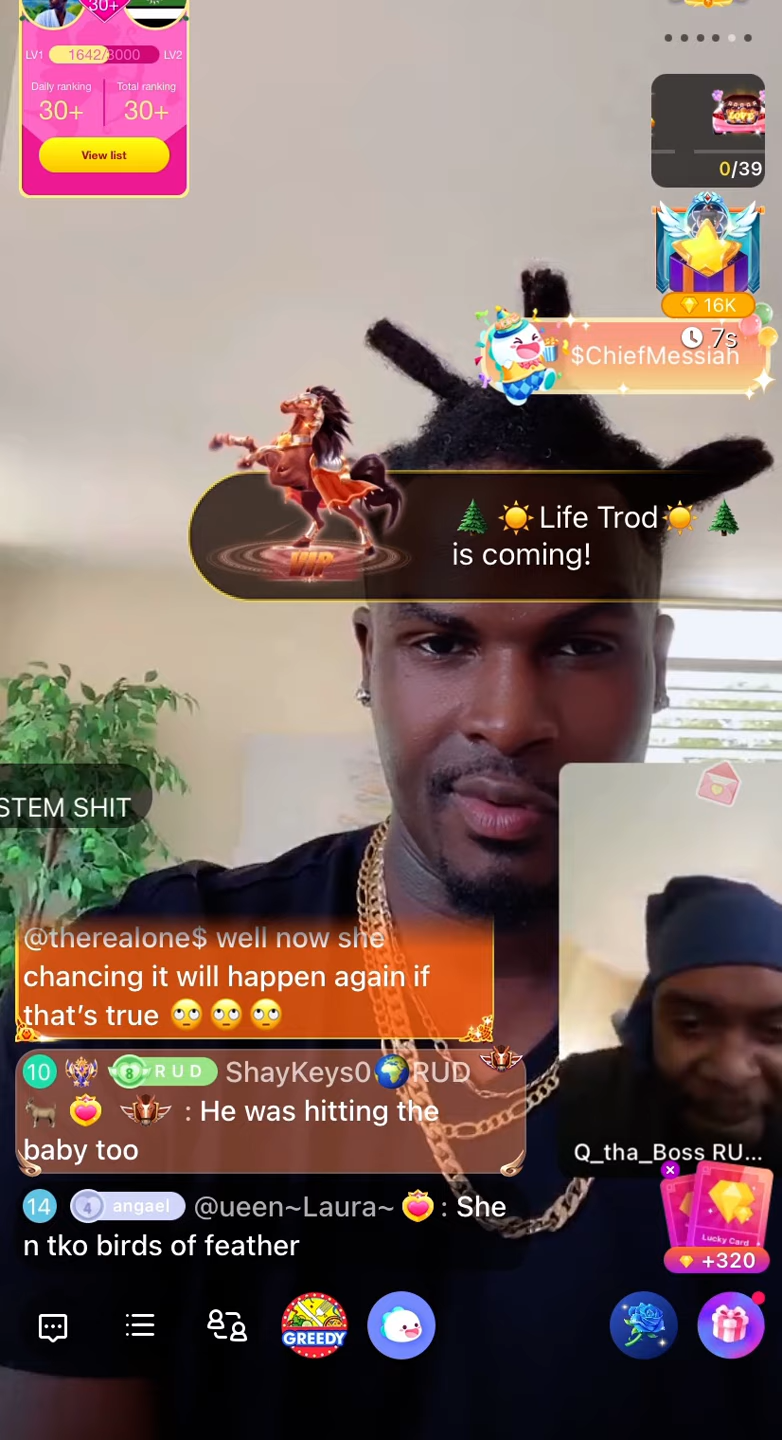 30+
LV1 1642/3000 LV2
Daily ranking Total ranking
30+ 30+
View list
0/39
16K
7s
$ChiefMessiah
🌲☀️Life Trod☀️🌲
is coming!
VIP
STEM SHIT
@therealone$ well now she
chancing it will happen again if
that's true 🙄🙄🙄
10 8 RUD ShayKeys0🌍RUD
: He was hitting the
baby too
14 4 angael @ueen~Laura~ : She
n tko birds of feather
Q_tha_Boss RU...
Lucky Card
+320
GREEDY